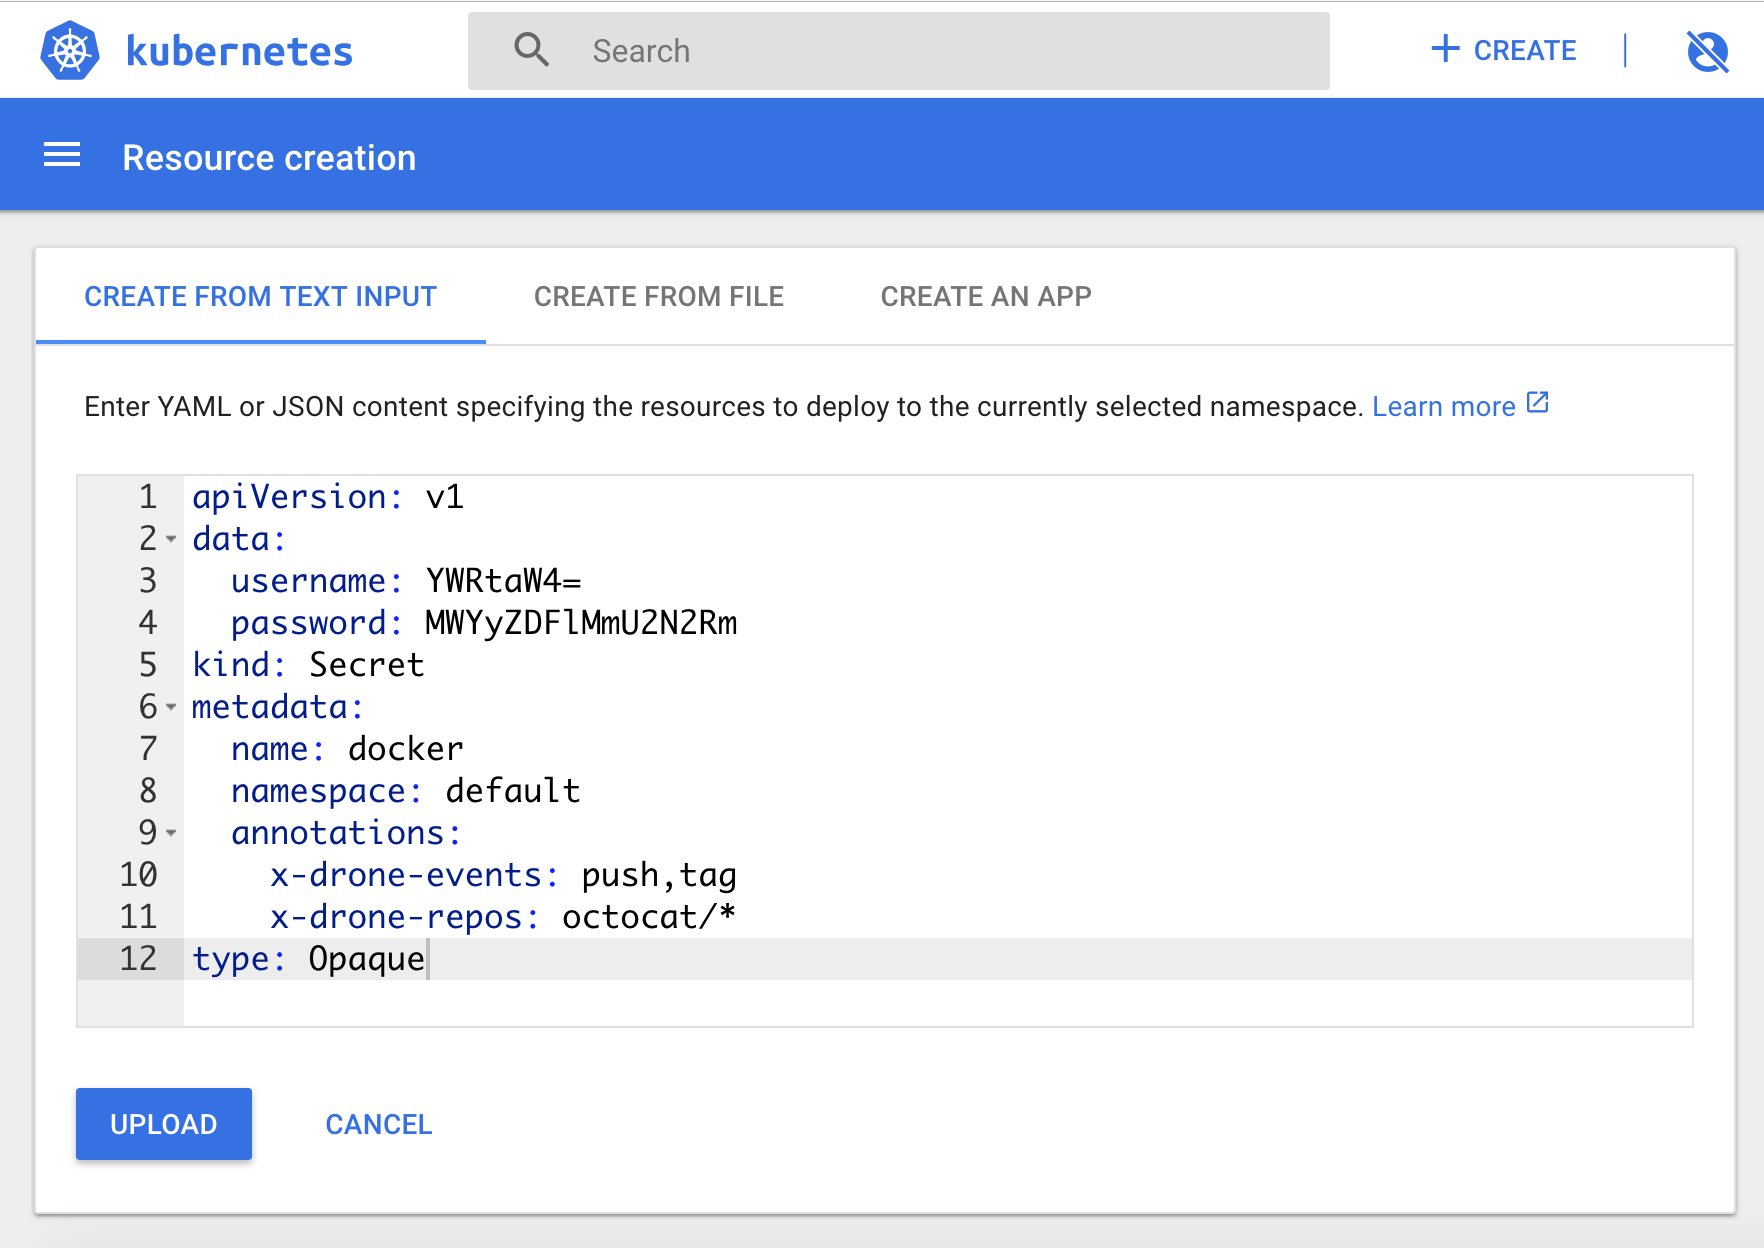 kubernetes
Search
+ CREATE
Resource creation
CREATE FROM TEXT INPUT
CREATE FROM FILE
CREATE AN APP
Enter YAML or JSON content specifying the resources to deploy to the currently selected namespace. Learn more
1 apiVersion: v1
2 data:
3   username: YWRtaW4=
4   password: MWYyZDFlMmU2N2Rm
5 kind: Secret
6 metadata:
7   name: docker
8   namespace: default
9   annotations:
10     x-drone-events: push,tag
11     x-drone-repos: octocat/*
12 type: Opaque
UPLOAD
CANCEL